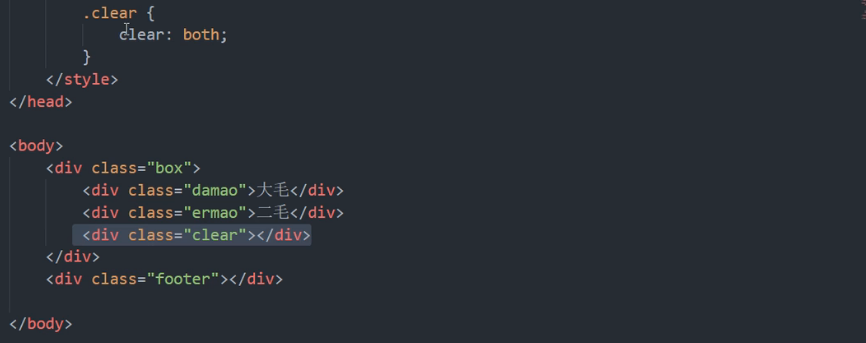 .clear {
clear: both;
}
</style>
</head>
<body>
<div class="box">
<div class="damao">大毛</div>
<div class="ermao">二毛</div>
<div class="clear"></div>
</div>
<div class="footer"></div>
</body>